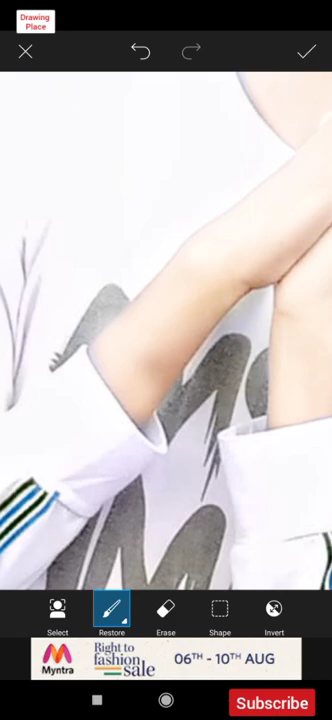 Drawing
Place
Select
Restore
Erase
Shape
Invert
Myntra
Right to
fashion
sale
06TH - 10TH AUG
Subscribe